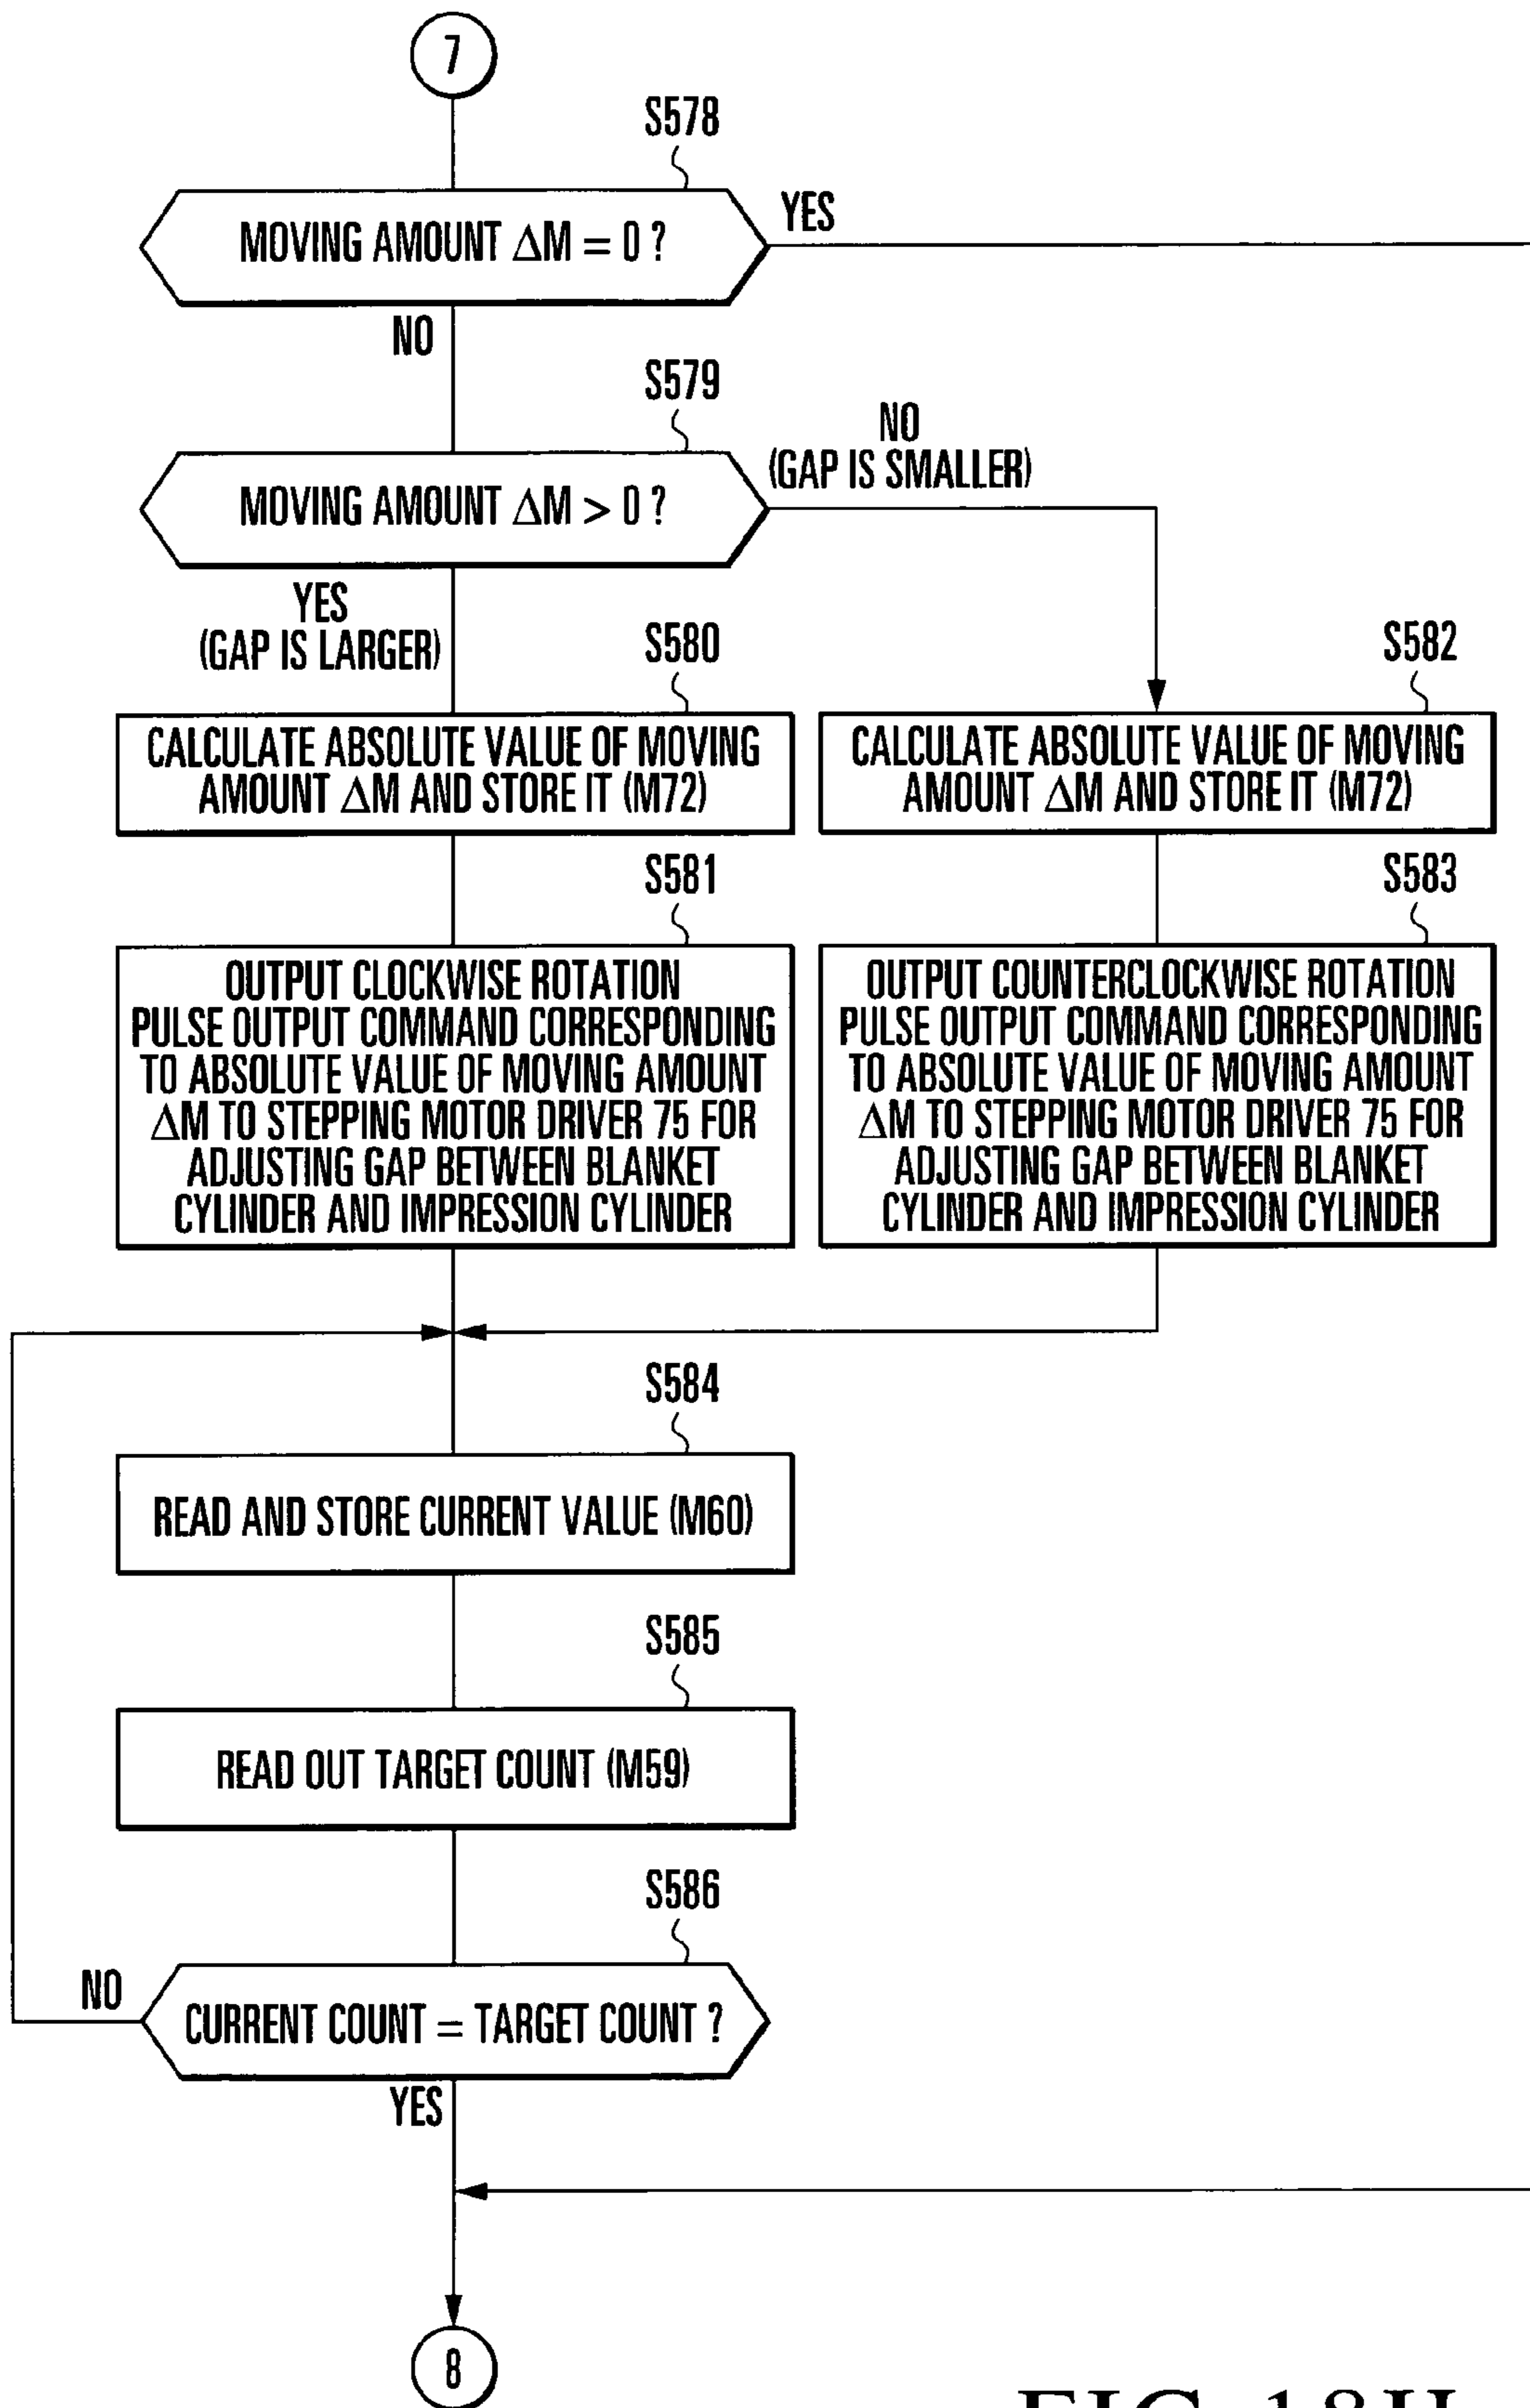 7
S578
MOVING AMOUNT ΔM = 0 ?
YES
NO
S579
MOVING AMOUNT ΔM > 0 ?
NO
(GAP IS SMALLER)
YES
(GAP IS LARGER)
S580
CALCULATE ABSOLUTE VALUE OF MOVING
AMOUNT ΔM AND STORE IT (M72)
S582
CALCULATE ABSOLUTE VALUE OF MOVING
AMOUNT ΔM AND STORE IT (M72)
S581
OUTPUT CLOCKWISE ROTATION
PULSE OUTPUT COMMAND CORRESPONDING
TO ABSOLUTE VALUE OF MOVING AMOUNT
ΔM TO STEPPING MOTOR DRIVER 75 FOR
ADJUSTING GAP BETWEEN BLANKET
CYLINDER AND IMPRESSION CYLINDER
S583
OUTPUT COUNTERCLOCKWISE ROTATION
PULSE OUTPUT COMMAND CORRESPONDING
TO ABSOLUTE VALUE OF MOVING AMOUNT
ΔM TO STEPPING MOTOR DRIVER 75 FOR
ADJUSTING GAP BETWEEN BLANKET
CYLINDER AND IMPRESSION CYLINDER
S584
READ AND STORE CURRENT VALUE (M60)
S585
READ OUT TARGET COUNT (M59)
S586
CURRENT COUNT = TARGET COUNT ?
NO
YES
8